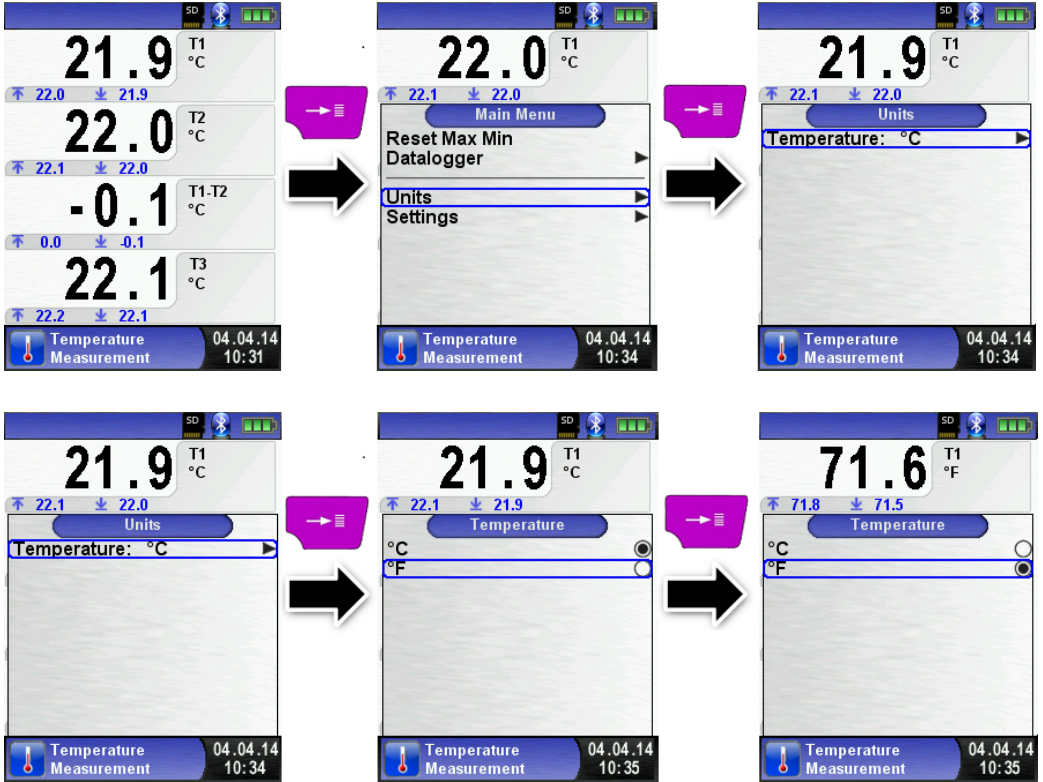 SD
21.9 T1 °C
22.0 21.9
22.0 T2 °C
22.1 22.0
-0.1 T1-T2 °C
0.0 -0.1
22.1 T3 °C
22.2 22.1
Temperature 04.04.14
Measurement 10:31
SD
22.0 T1 °C
22.1 22.0
Main Menu
Reset Max Min
Datalogger
Units
Settings
Temperature 04.04.14
Measurement 10:34
SD
21.9 T1 °C
22.1 22.0
Units
Temperature: °C
Temperature 04.04.14
Measurement 10:34
SD
21.9 T1 °C
22.1 22.0
Units
Temperature: °C
Temperature 04.04.14
Measurement 10:34
SD
21.9 T1 °C
22.1 21.9
Temperature
°C
°F
Temperature 04.04.14
Measurement 10:35
SD
71.6 T1 °F
71.8 71.5
Temperature
°C
°F
Temperature 04.04.14
Measurement 10:35